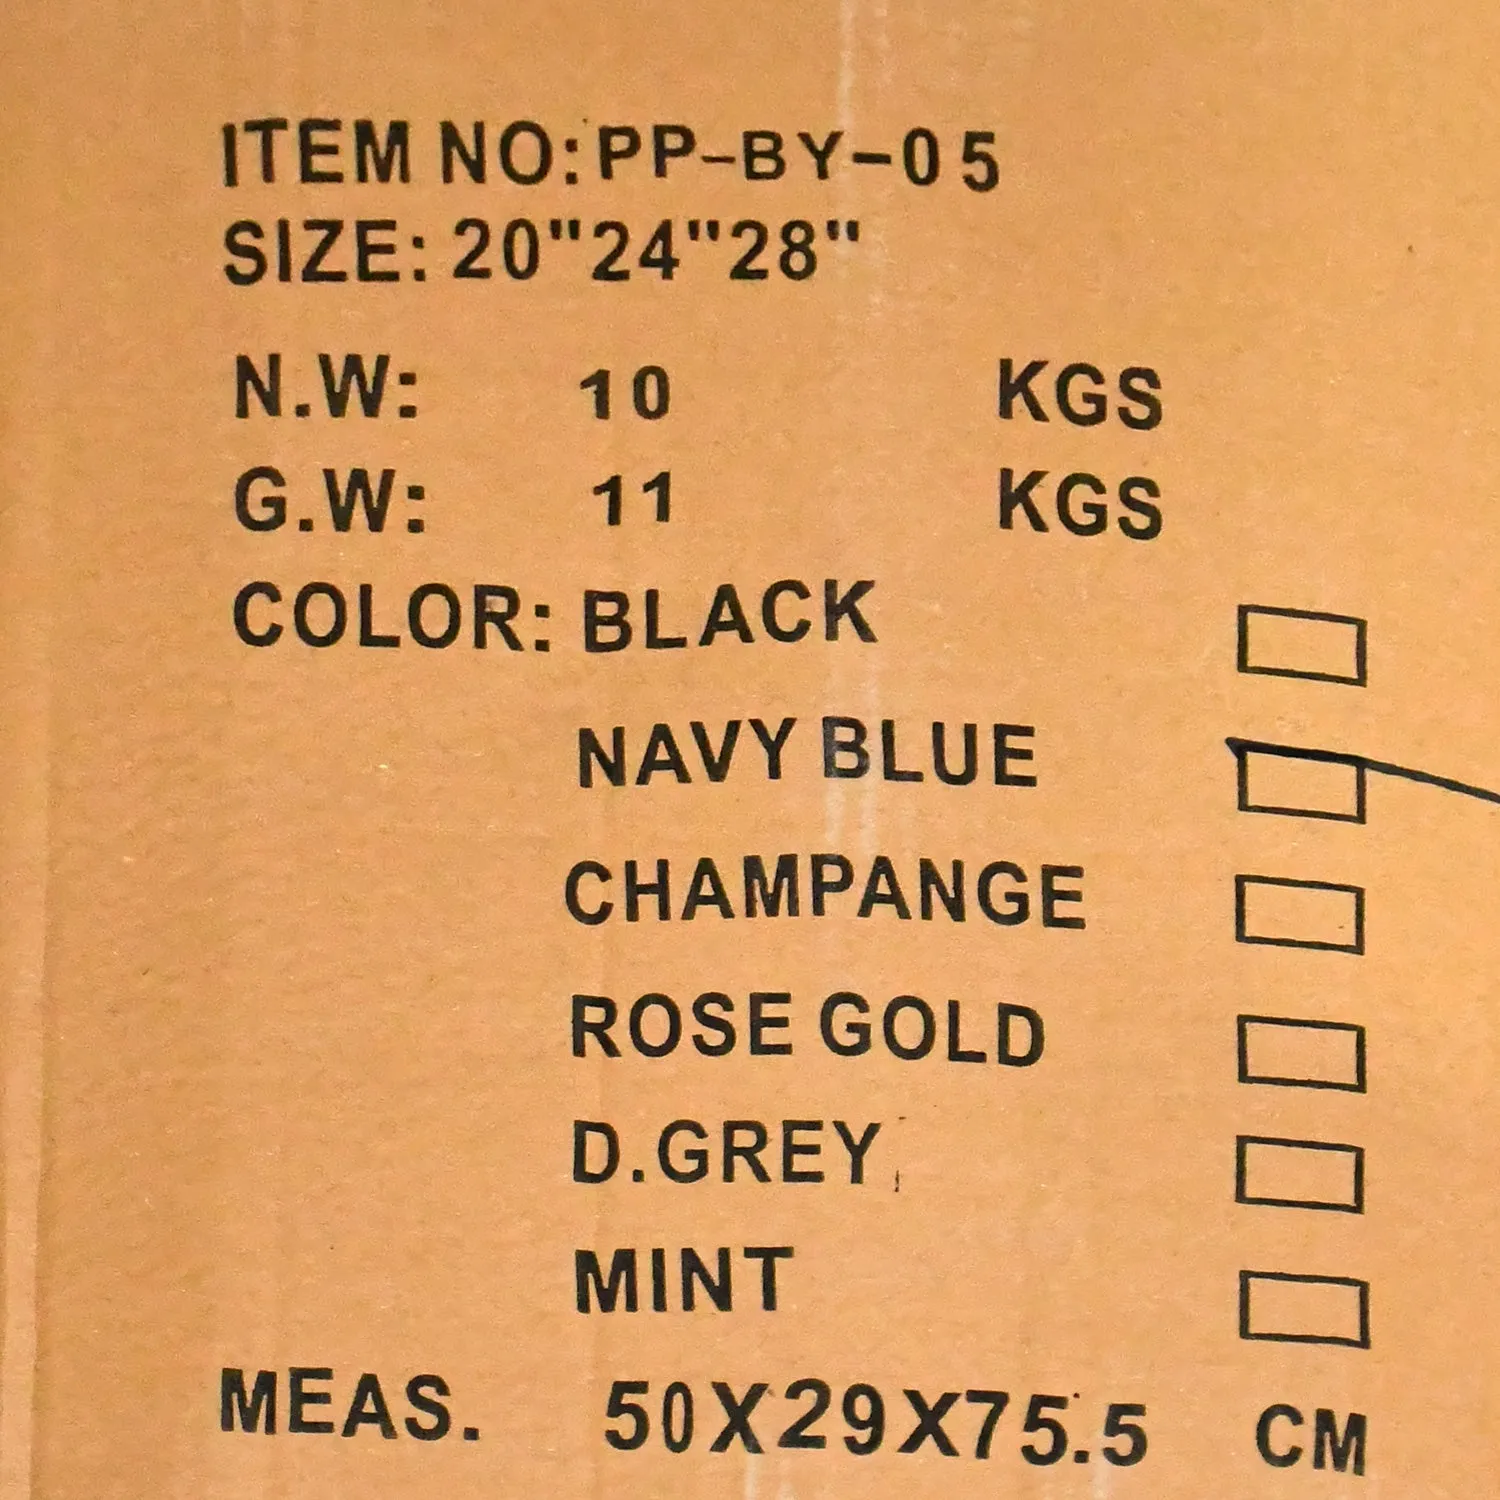 ITEM NO:PP-BY-05
SIZE: 20"24"28"
N.W: 10 KGS
G.W: 11 KGS
COLOR: BLACK
NAVY BLUE
CHAMPANGE
ROSE GOLD
D.GREY
MINT
MEAS. 50X29X75.5 CM